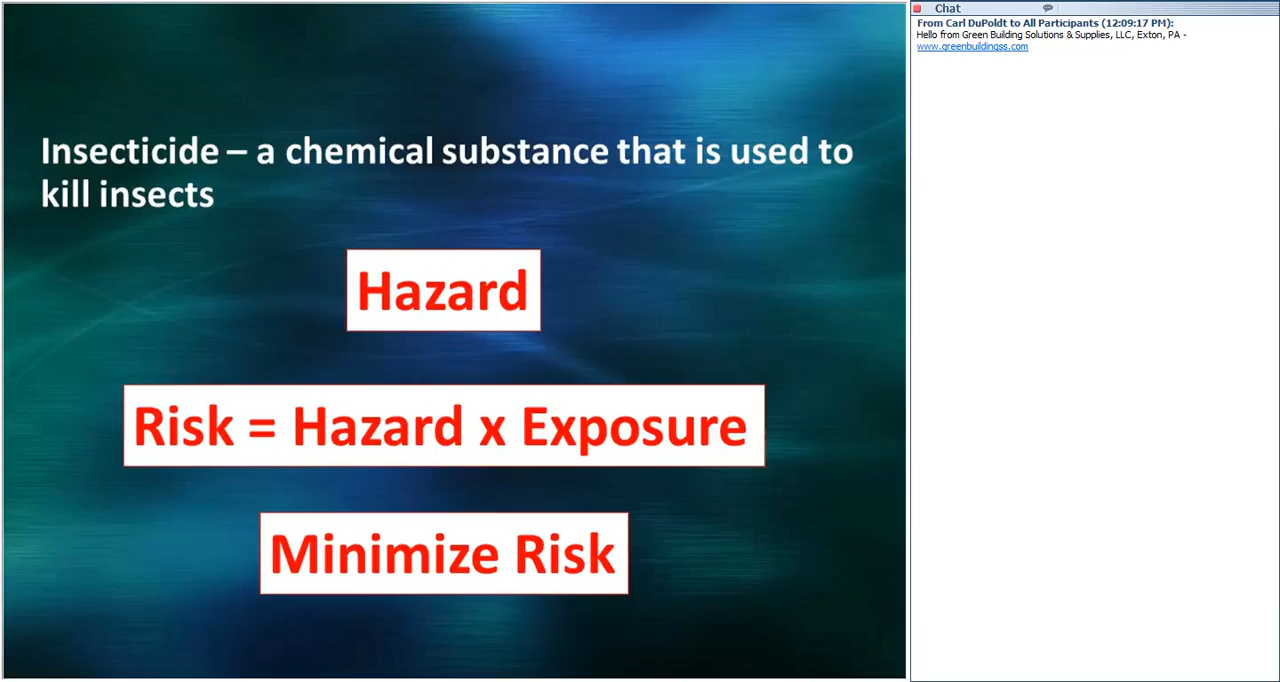 Insecticide – a chemical substance that is used to
kill insects
Hazard
Risk = Hazard x Exposure
Minimize Risk
Chat
From Carl DuPoldt to All Participants (12:09:17 PM):
Hello from Green Building Solutions & Supplies, LLC, Exton, PA -
www.greenbuildingss.com